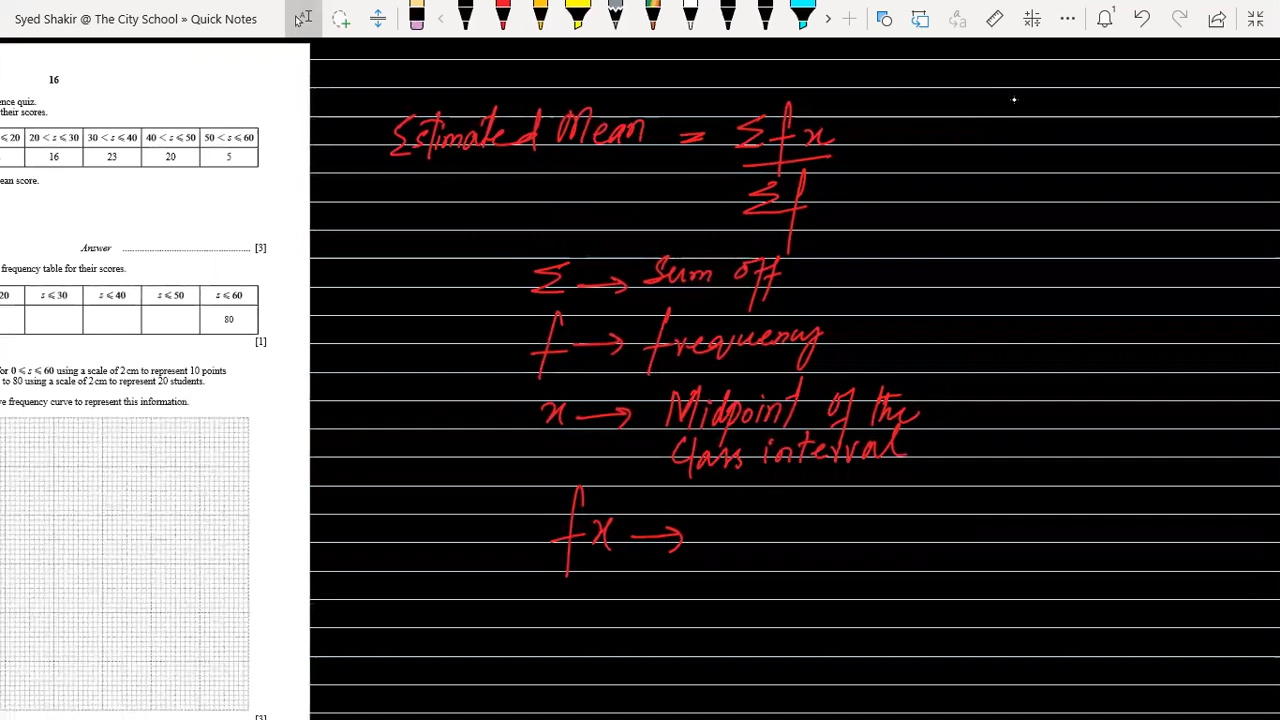 Syed Shakir @ The City School » Quick Notes
16
ence quiz.
their scores.
⩽ 20 20 < s ⩽ 30 30 < s ⩽ 40 40 < s ⩽ 50 50 < s ⩽ 60
16 23 20 5
ean score.
Answer ............................................ [3]
frequency table for their scores.
20 s ⩽ 30 s ⩽ 40 s ⩽ 50 s ⩽ 60
80
[1]
for 0 ⩽ s ⩽ 60 using a scale of 2 cm to represent 10 points
to 80 using a scale of 2 cm to represent 20 students.
ve frequency curve to represent this information.
[3]
Estimated Mean = Σfx
Σf
Σ → Sum off
f → frequency
x → Midpoint of the
Class interval
fx →